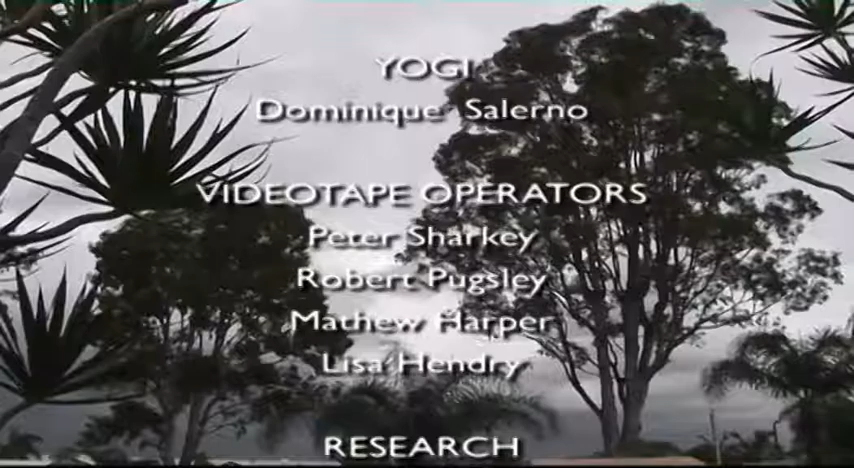 YOGI
Dominique Salerno
VIDEOTAPE OPERATORS
Peter Sharkey
Robert Pugsley
Mathew Harper
Lisa Hendry
RESEARCH